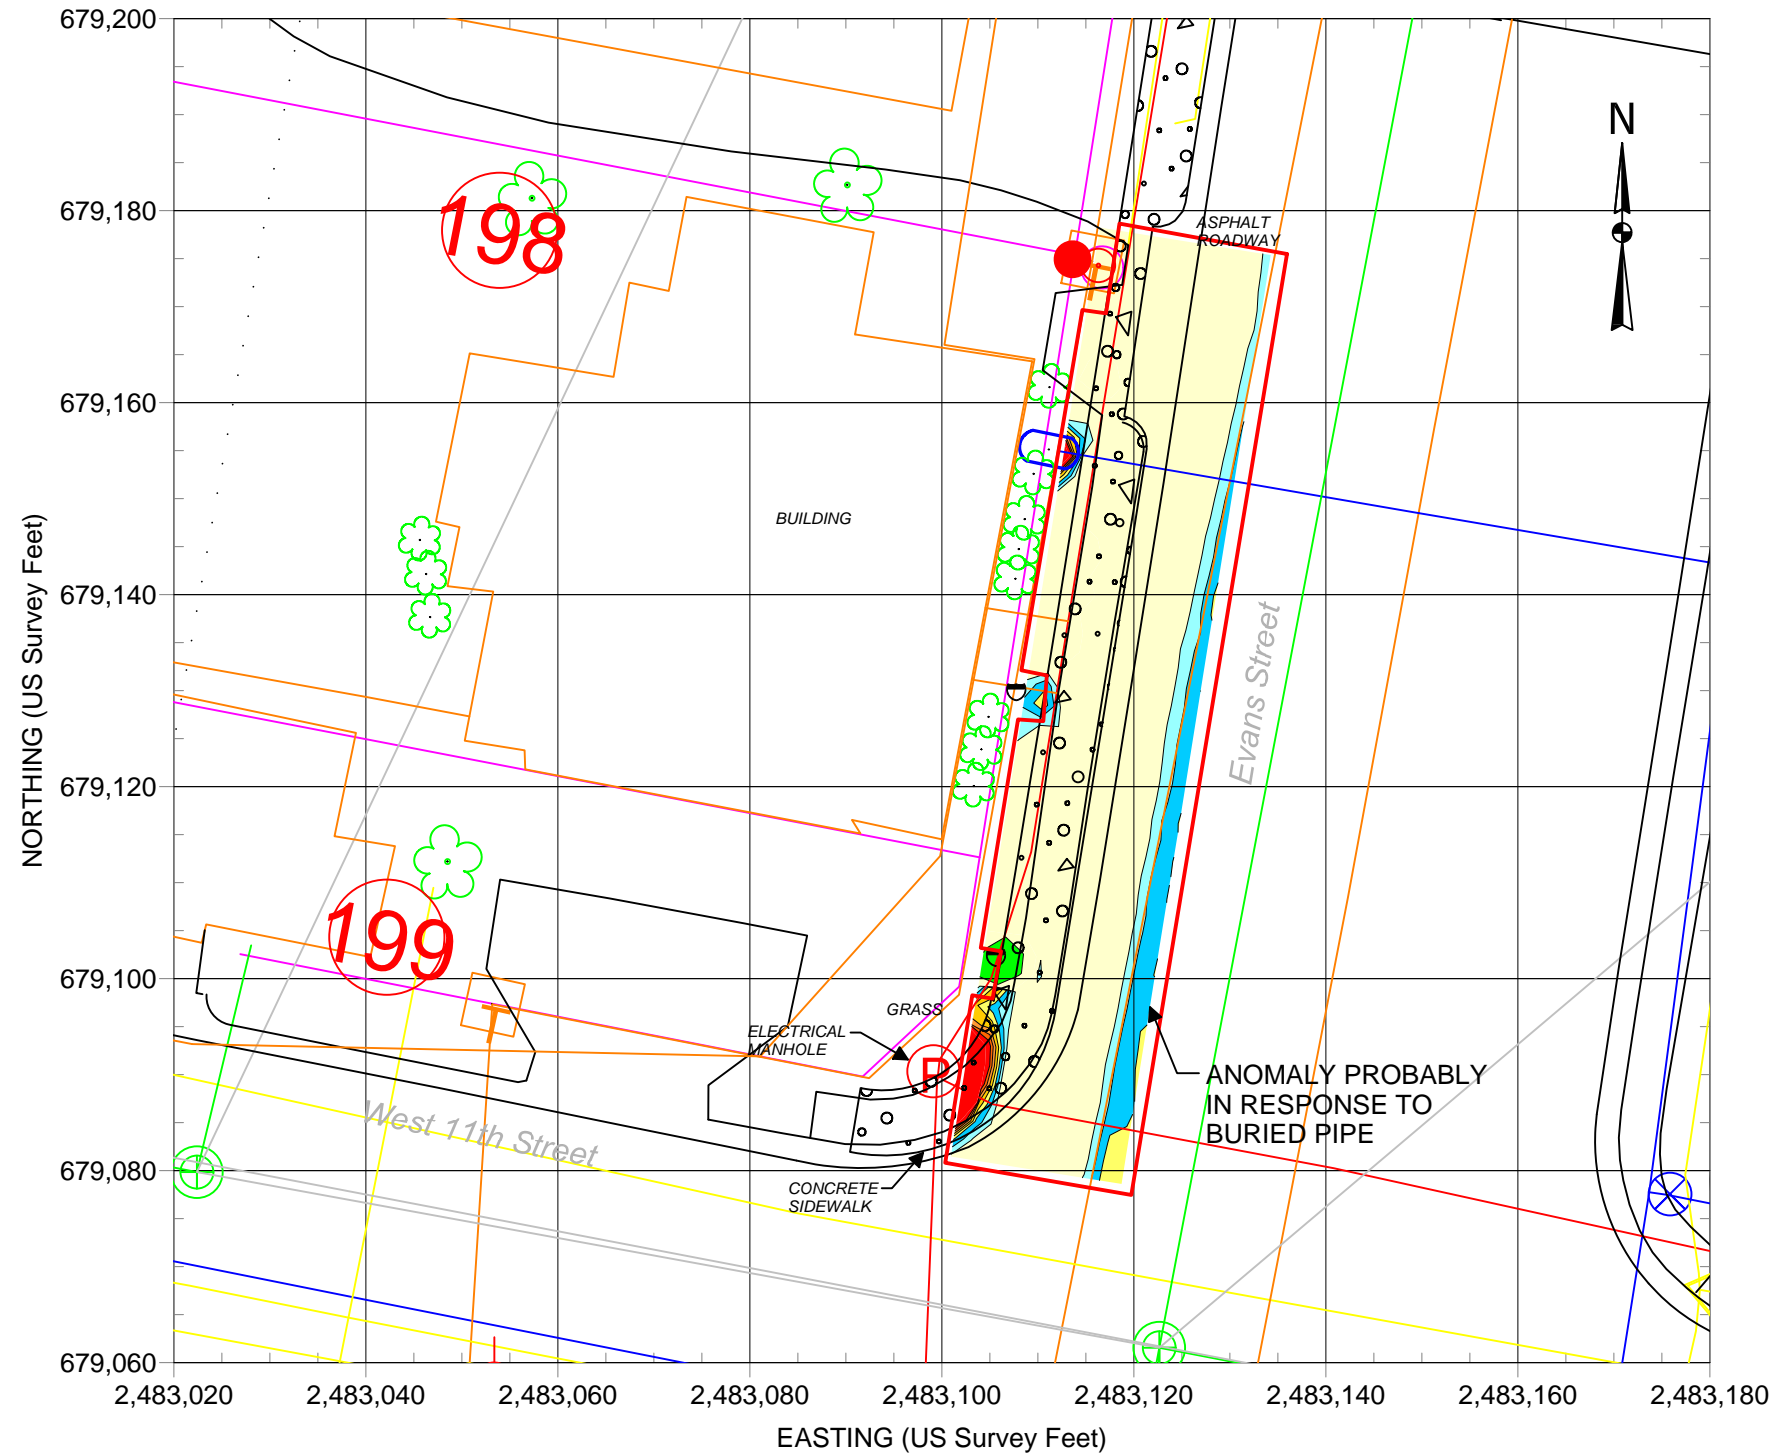 679,200
679,180
679,160
679,140
679,120
679,100
679,080
679,060
NORTHING (US Survey Feet)
N
198
ASPHALT
ROADWAY
BUILDING
Evans Street
199
GRASS
ELECTRICAL
MANHOLE
P
ANOMALY PROBABLY
IN RESPONSE TO
BURIED PIPE
West 11th Street
CONCRETE
SIDEWALK
2,483,020 2,483,040 2,483,060 2,483,080 2,483,100 2,483,120 2,483,140 2,483,160 2,483,180
EASTING (US Survey Feet)